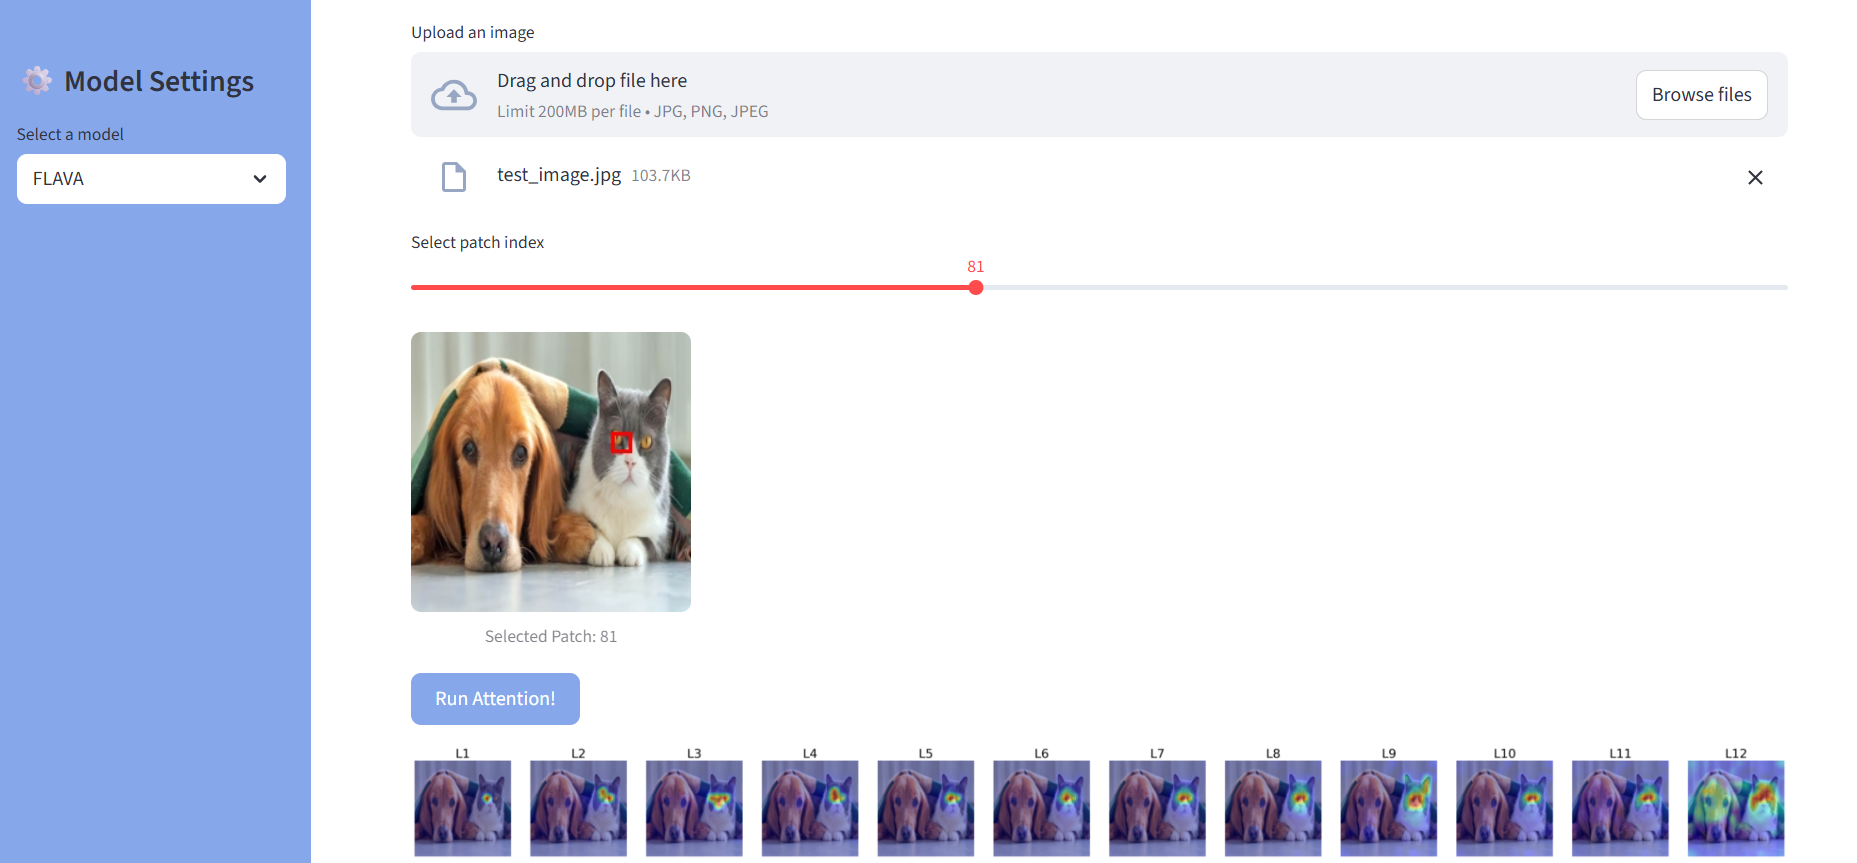 Model Settings
Select a model
FLAVA
Upload an image
Drag and drop file here
Limit 200MB per file • JPG, PNG, JPEG
Browse files
test_image.jpg 103.7KB
Select patch index
81
Selected Patch: 81
Run Attention!
L1 L2 L3 L4 L5 L6 L7 L8 L9 L10 L11 L12